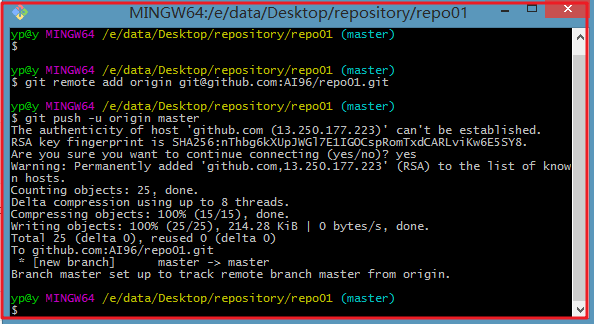 MINGW64:/e/data/Desktop/repository/repo01
yp@y MINGW64 /e/data/Desktop/repository/repo01 (master)
$
yp@y MINGW64 /e/data/Desktop/repository/repo01 (master)
$ git remote add origin git@github.com:AI96/repo01.git
yp@y MINGW64 /e/data/Desktop/repository/repo01 (master)
$ git push -u origin master
The authenticity of host 'github.com (13.250.177.223)' can't be established.
RSA key fingerprint is SHA256:nThbg6kXUpJWGl7E1IGOCspRomTxdCARLviKw6E5SY8.
Are you sure you want to continue connecting (yes/no)? yes
Warning: Permanently added 'github.com,13.250.177.223' (RSA) to the list of know
n hosts.
Counting objects: 25, done.
Delta compression using up to 8 threads.
Compressing objects: 100% (15/15), done.
Writing objects: 100% (25/25), 214.28 KiB | 0 bytes/s, done.
Total 25 (delta 0), reused 0 (delta 0)
To github.com:AI96/repo01.git
 * [new branch]      master -> master
Branch master set up to track remote branch master from origin.
yp@y MINGW64 /e/data/Desktop/repository/repo01 (master)
$